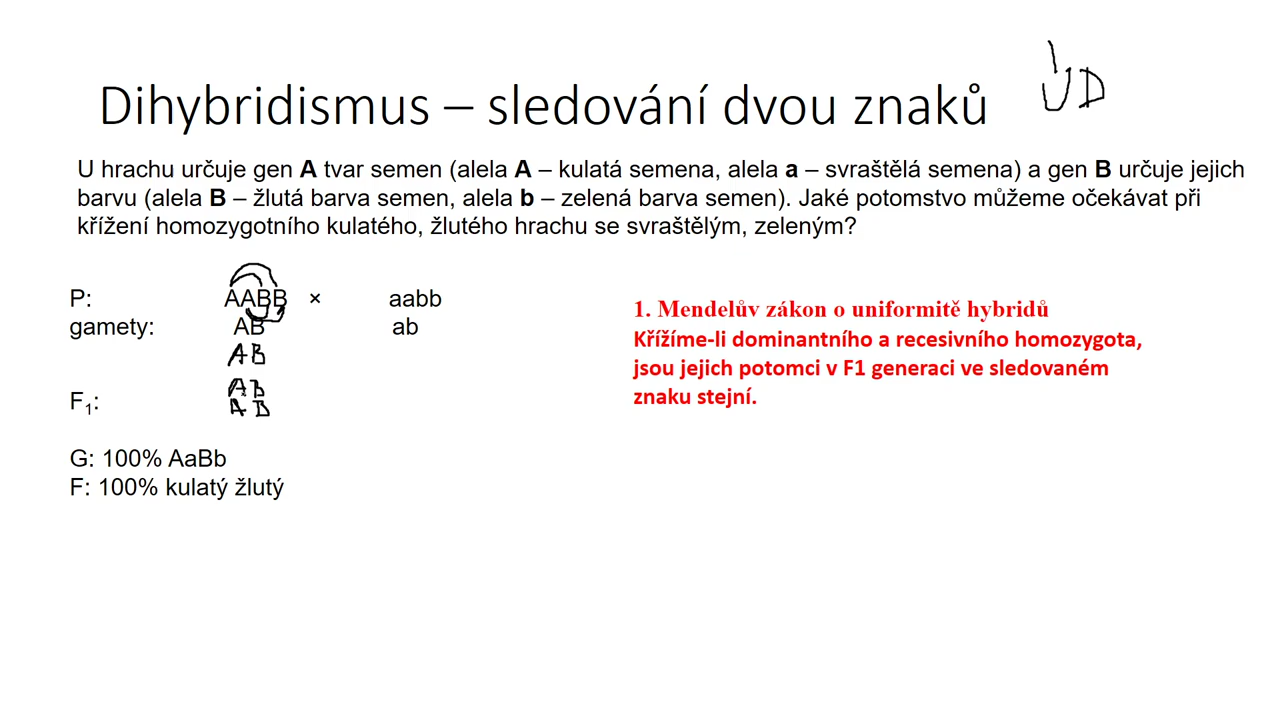 Dihybridismus – sledování dvou znaků
ÚD
U hrachu určuje gen A tvar semen (alela A – kulatá semena, alela a – svraštělá semena) a gen B určuje jejich
barvu (alela B – žlutá barva semen, alela b – zelená barva semen). Jaké potomstvo můžeme očekávat při
křížení homozygotního kulatého, žlutého hrachu se svraštělým, zeleným?
P: AABB × aabb
gamety: AB ab
AB
AB
F₁: AB
G: 100% AaBb
F: 100% kulatý žlutý
1. Mendelův zákon o uniformitě hybridů
Křížíme-li dominantního a recesivního homozygota,
jsou jejich potomci v F1 generaci ve sledovaném
znaku stejní.